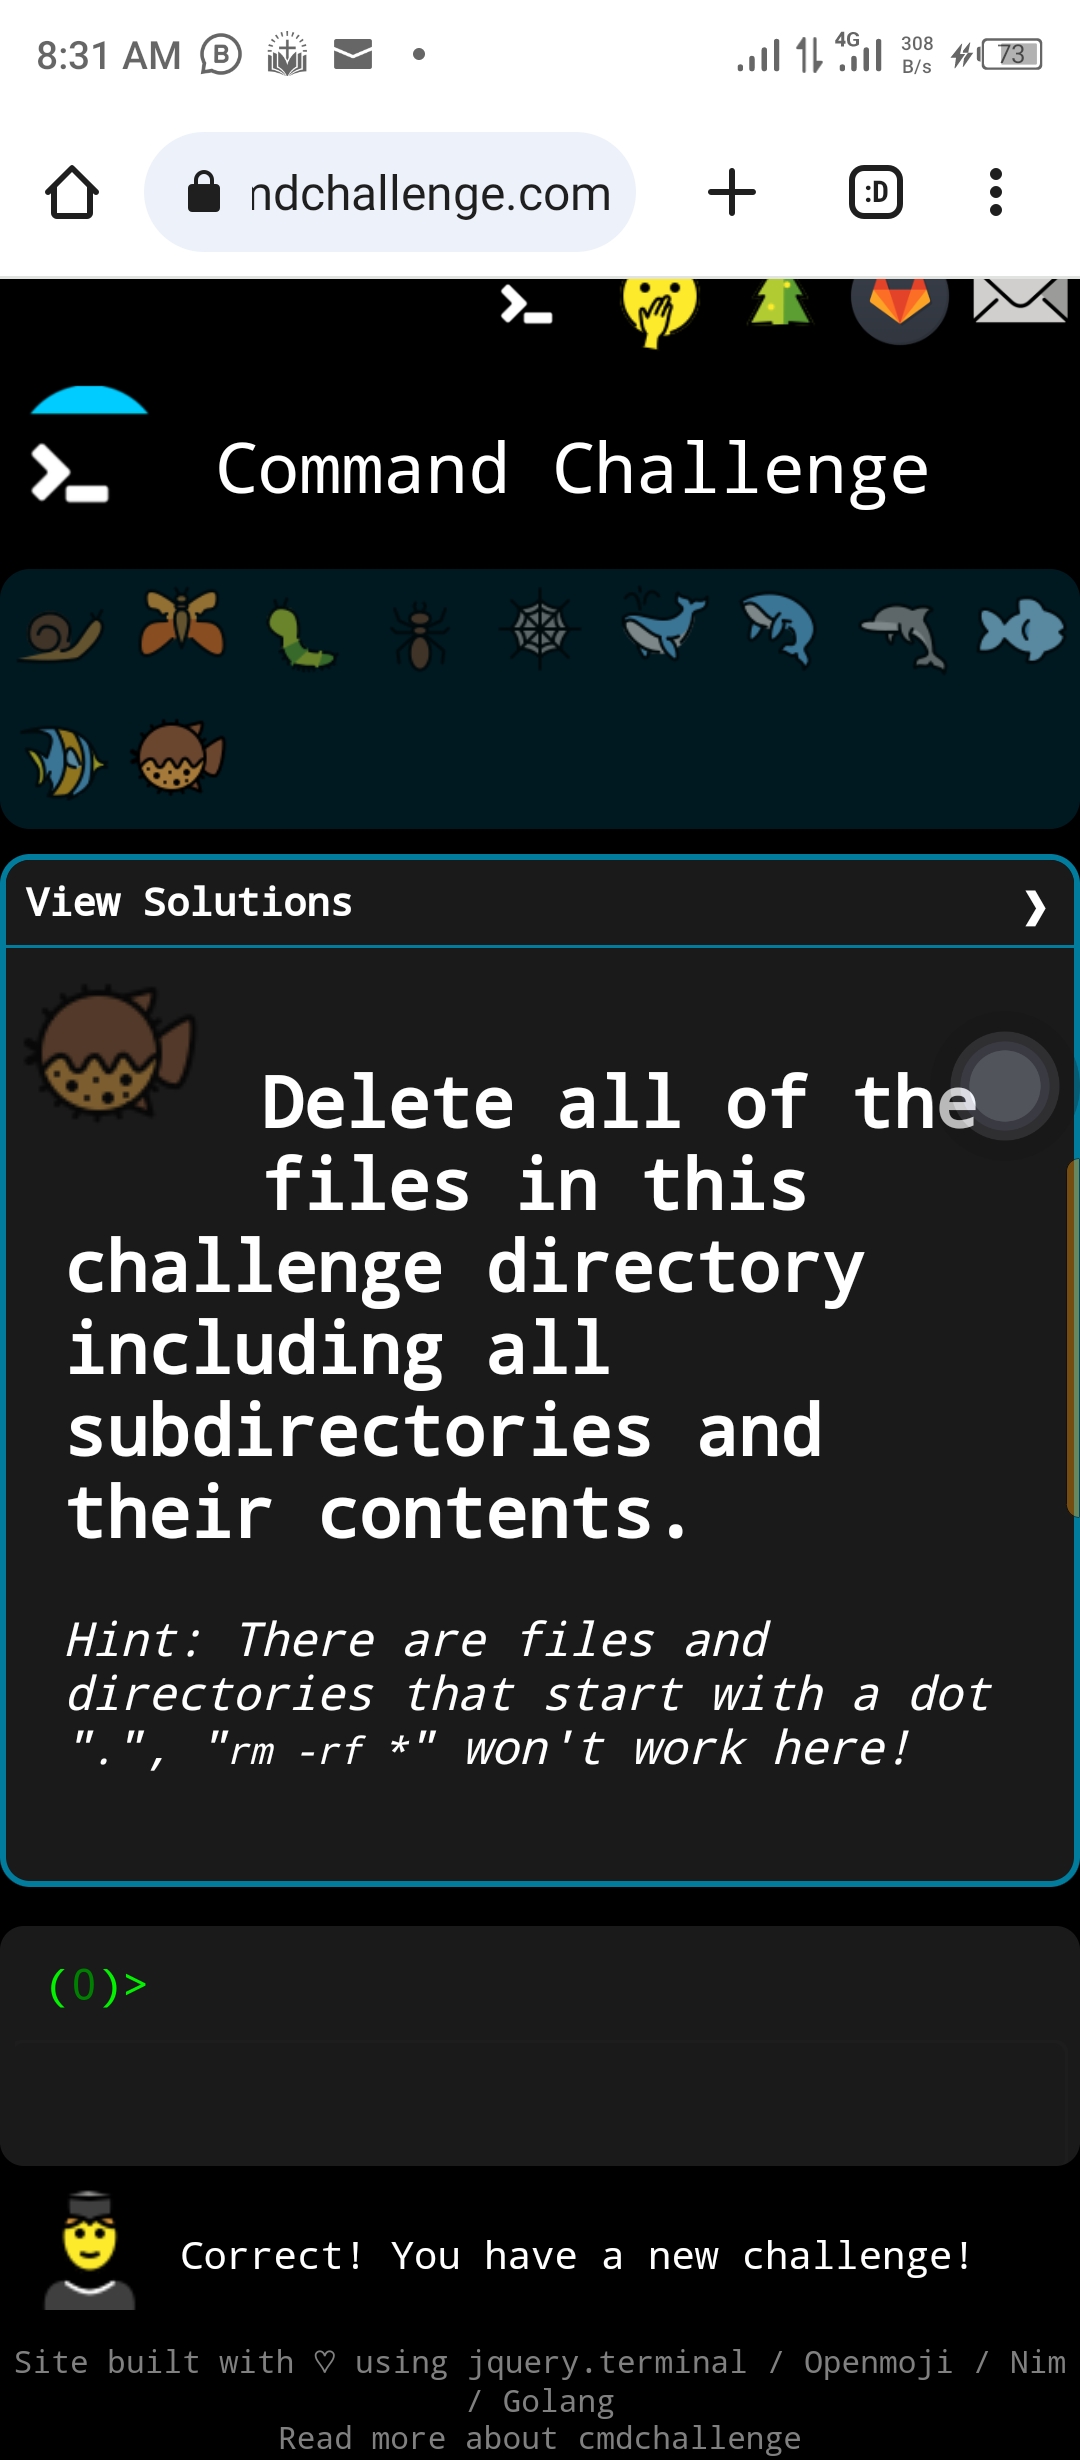 8:31 AM B 4G 308 B/s 73
ndchallenge.com :D
Command Challenge
View Solutions ❯
Delete all of the
files in this
challenge directory
including all
subdirectories and
their contents.
Hint: There are files and
directories that start with a dot
".", "rm -rf *" won't work here!
(0)>
Correct! You have a new challenge!
Site built with ♡ using jquery.terminal / Openmoji / Nim
/ Golang
Read more about cmdchallenge